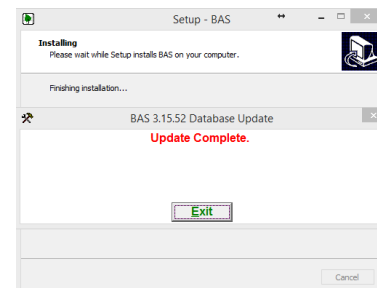 Setup - BAS
Installing
Please wait while Setup installs BAS on your computer.
Finishing installation...
BAS 3.15.52 Database Update
Update Complete.
Exit
Cancel